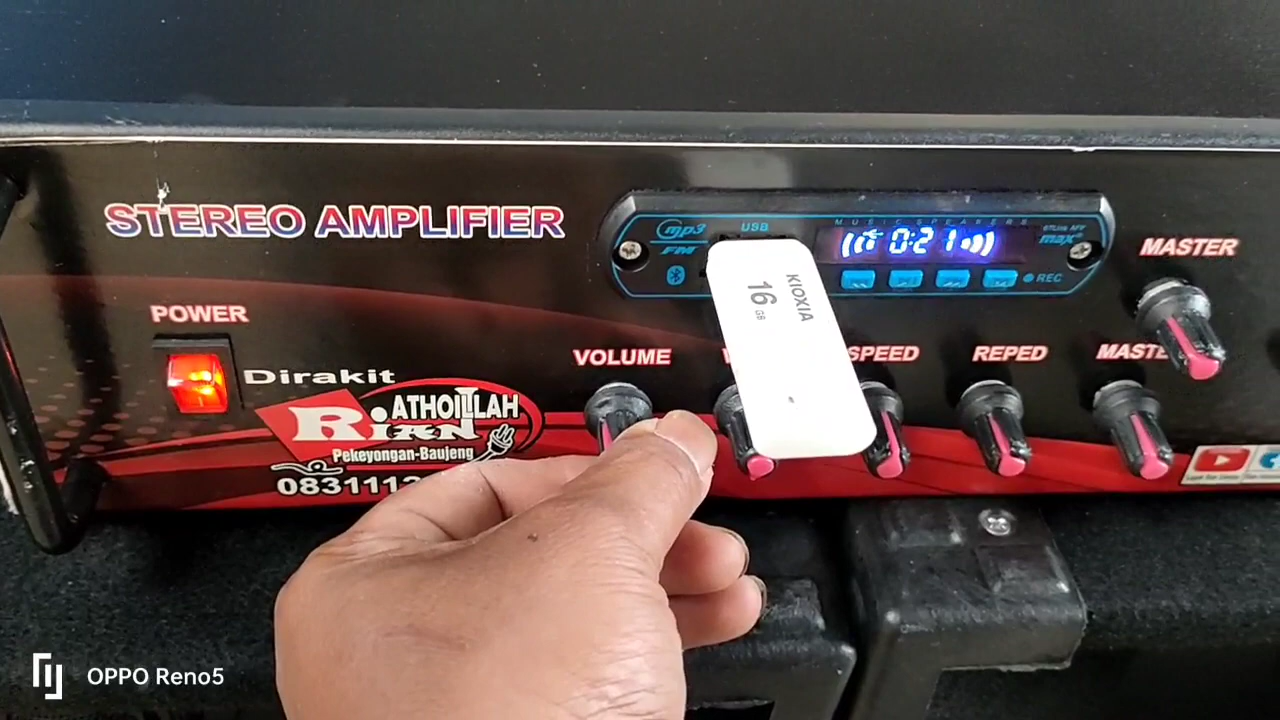 STEREO AMPLIFIER
mp3
FM
USB
MUSIC SPEAKERS
0:21
max
REC
MASTER
POWER
VOLUME
SPEED
REPED
Dirakit
RIAN
ATHOILLAH
Pekeyongan-Baujeng
KIOXIA
16 GB
OPPO Reno5